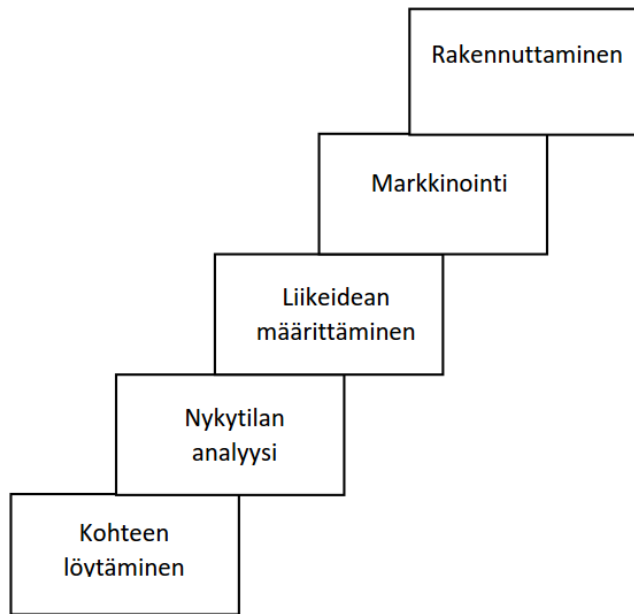 Rakennuttaminen
Markkinointi
Liikeidean
määrittäminen
Nykytilan
analyysi
Kohteen
löytäminen